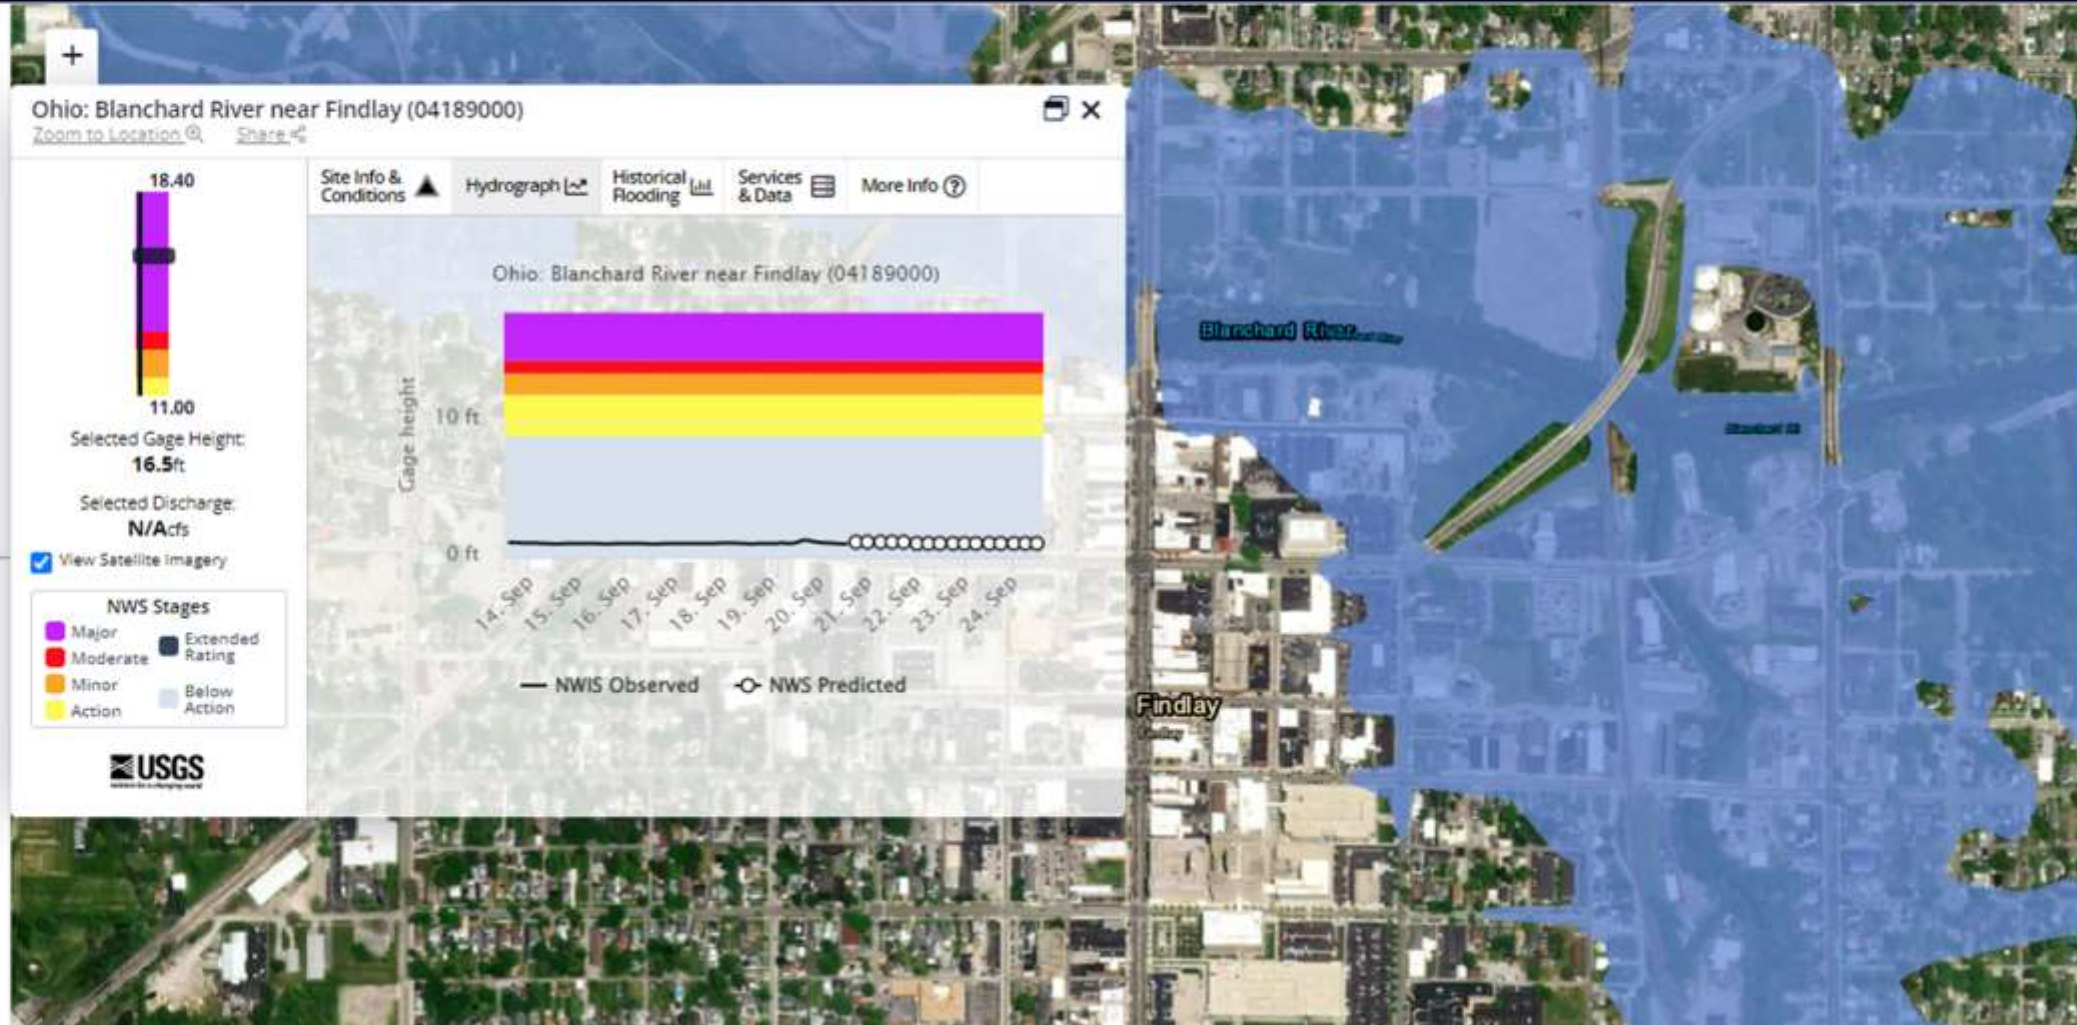 +
Ohio: Blanchard River near Findlay (04189000)
Zoom to Location
Share
18.40
11.00
Selected Gage Height:
16.5ft
Selected Discharge:
N/Acfs
View Satellite Imagery
NWS Stages
Major
Moderate
Minor
Action
Extended
Rating
Below
Action
USGS
Site Info &
Conditions
Hydrograph
Historical
Flooding
Services
& Data
More Info
Ohio: Blanchard River near Findlay (04189000)
Gage height
10 ft
0 ft
14. Sep
15. Sep
16. Sep
17. Sep
18. Sep
19. Sep
20. Sep
21. Sep
22. Sep
23. Sep
24. Sep
NWIS Observed
NWS Predicted
Blanchard River
Findlay